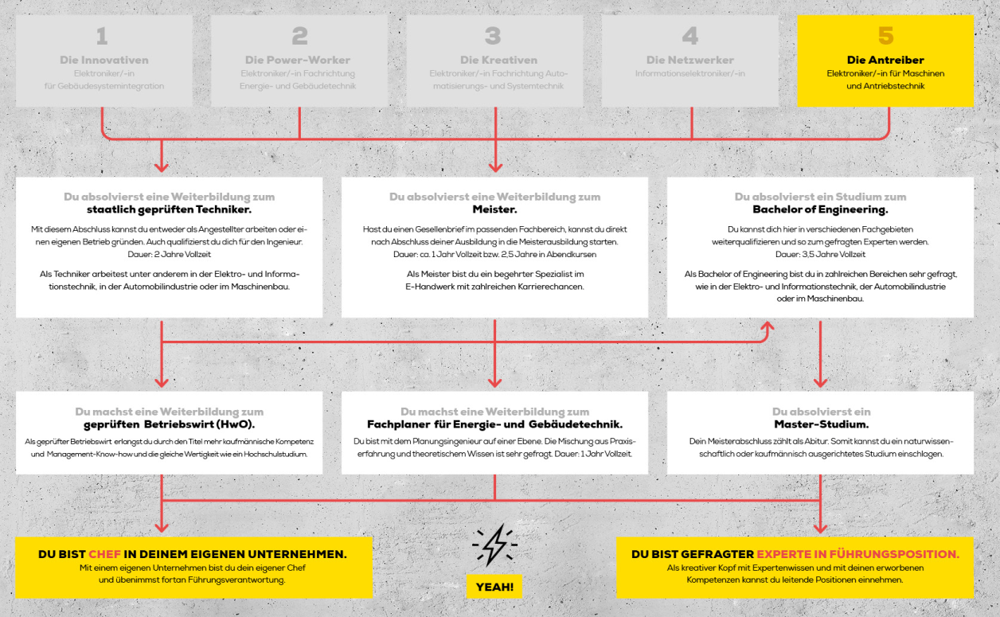 1
Die Innovativen
Elektroniker/-in
für Gebäudesystemintegration
2
Die Power-Worker
Elektroniker/-in Fachrichtung
Energie- und Gebäudetechnik
3
Die Kreativen
Elektroniker/-in Fachrichtung Auto-
matisierungs- und Systemtechnik
4
Die Netzwerker
Informationselektroniker/-in
5
Die Antreiber
Elektroniker/-in für Maschinen
und Antriebstechnik
Du absolvierst eine Weiterbildung zum
staatlich geprüften Techniker.
Mit diesem Abschluss kannst du entweder als Angestellter arbeiten oder ei-
nen eigenen Betrieb gründen. Auch qualifizierst du dich für den Ingenieur.
Dauer: 2 Jahre Vollzeit
Als Techniker arbeitest unter anderem in der Elektro- und Informa-
tionstechnik, in der Automobilindustrie oder im Maschinenbau.
Du absolvierst eine Weiterbildung zum
Meister.
Hast du einen Gesellenbrief im passenden Fachbereich, kannst du direkt
nach Abschluss deiner Ausbildung in die Meisterausbildung starten.
Dauer: ca. 1 Jahr Vollzeit bzw. 2,5 Jahre in Abendkursen
Als Meister bist du ein begehrter Spezialist im
E-Handwerk mit zahlreichen Karrierechancen.
Du absolvierst ein Studium zum
Bachelor of Engineering.
Du kannst dich hier in verschiedenen Fachgebieten
weiterqualifizieren und so zum gefragten Experten werden.
Dauer: 3,5 Jahre Vollzeit
Als Bachelor of Engineering bist du in zahlreichen Bereichen sehr gefragt,
wie in der Elektro- und Informationstechnik, der Automobilindustrie
oder im Maschinenbau.
Du machst eine Weiterbildung zum
geprüften Betriebswirt (HwO).
Als geprüfter Betriebswirt erlangst du durch den Titel mehr kaufmännische Kompetenz
und Management-Know-how und die gleiche Wertigkeit wie ein Hochschulstudium.
Du machst eine Weiterbildung zum
Fachplaner für Energie- und Gebäudetechnik.
Du bist mit dem Planungsingenieur auf einer Ebene. Die Mischung aus Praxis-
erfahrung und theoretischem Wissen ist sehr gefragt. Dauer: 1 Jahr Vollzeit.
Du absolvierst ein
Master-Studium.
Dein Meisterabschluss zählt als Abitur. Somit kannst du ein naturwissen-
schaftlich oder kaufmännisch ausgerichtetes Studium einschlagen.
DU BIST CHEF IN DEINEM EIGENEN UNTERNEHMEN.
Mit einem eigenen Unternehmen bist du dein eigener Chef
und übenimmst fortan Führungsverantwortung.
YEAH!
DU BIST GEFRAGTER EXPERTE IN FÜHRUNGSPOSITION.
Als kreativer Kopf mit Expertenwissen und mit deinen erworbenen
Kompetenzen kannst du leitende Positionen einnehmen.